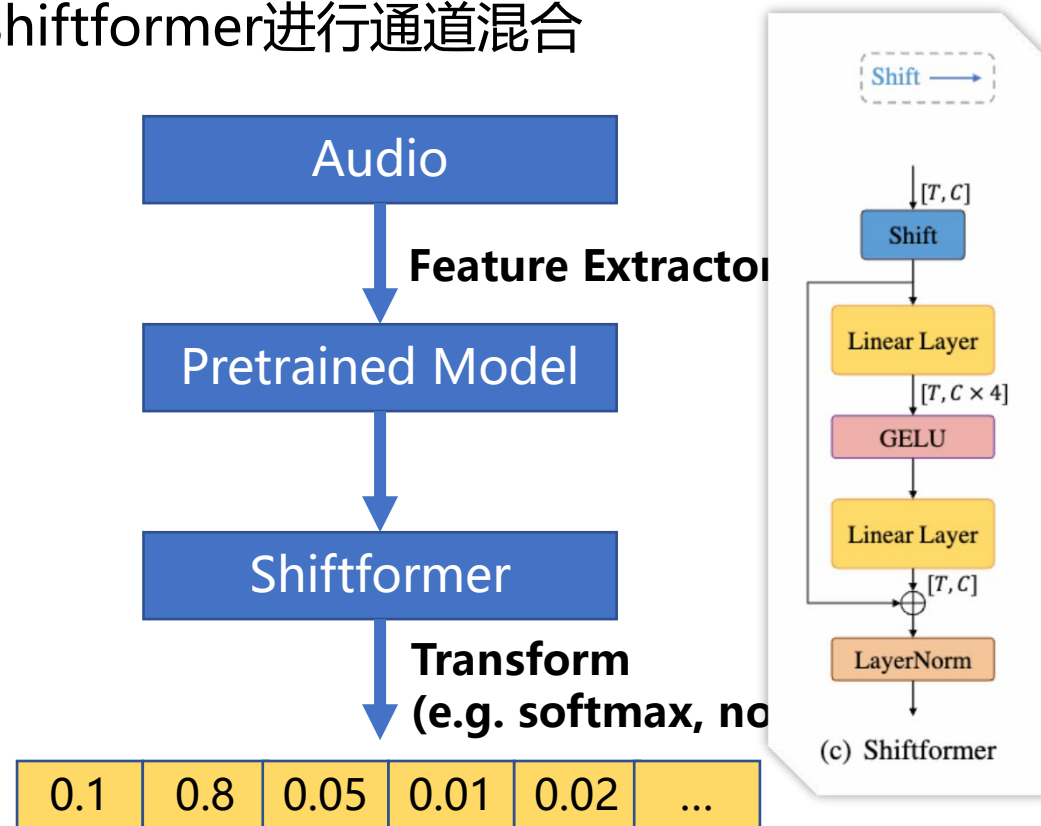 hiftformer进行通道混合
Audio
Feature Extractor
Pretrained Model
Shiftformer
Transform
(e.g. softmax, no
0.1 0.8 0.05 0.01 0.02 ...
Shift
[T, C]
Shift
Linear Layer
[T, C × 4]
GELU
Linear Layer
[T, C]
LayerNorm
(c) Shiftformer